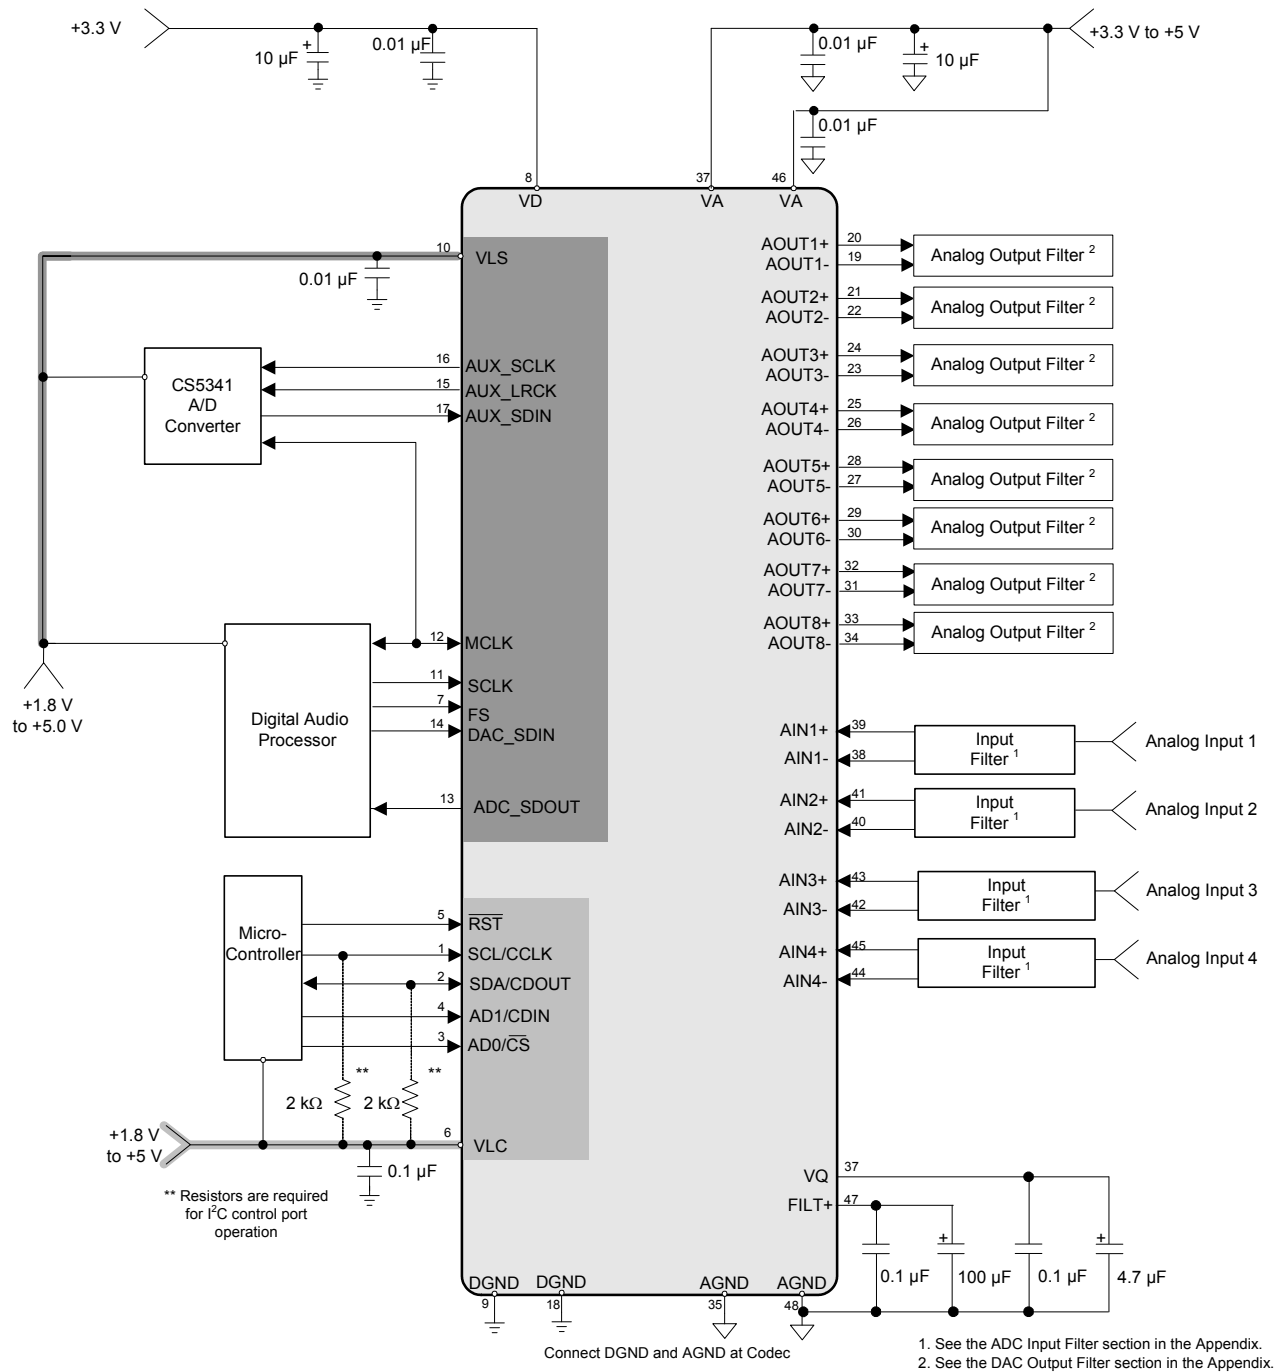 +3.3 V
10 µF
+
0.01 µF
0.01 µF
+
10 µF
+3.3 V to +5 V
0.01 µF
8
VD
37
VA
46
VA
10
VLS
0.01 µF
CS5341
A/D
Converter
16
AUX_SCLK
15
AUX_LRCK
17
AUX_SDIN
+1.8 V
to +5.0 V
Digital Audio
Processor
12
MCLK
11
SCLK
7
FS
14
DAC_SDIN
13
ADC_SDOUT
Micro-
Controller
5
RST
1
SCL/CCLK
2
SDA/CDOUT
4
AD1/CDIN
3
AD0/CS
**
**
2 kΩ
2 kΩ
+1.8 V
to +5 V
6
VLC
0.1 µF
** Resistors are required
for I2C control port
operation
AOUT1+
20
AOUT1-
19
Analog Output Filter 2
AOUT2+
21
AOUT2-
22
Analog Output Filter 2
AOUT3+
24
AOUT3-
23
Analog Output Filter 2
AOUT4+
25
AOUT4-
26
Analog Output Filter 2
AOUT5+
28
AOUT5-
27
Analog Output Filter 2
AOUT6+
29
AOUT6-
30
Analog Output Filter 2
AOUT7+
32
AOUT7-
31
Analog Output Filter 2
AOUT8+
33
AOUT8-
34
Analog Output Filter 2
AIN1+
39
AIN1-
38
Input
Filter 1
Analog Input 1
AIN2+
41
AIN2-
40
Input
Filter 1
Analog Input 2
AIN3+
43
AIN3-
42
Input
Filter 1
Analog Input 3
AIN4+
45
AIN4-
44
Input
Filter 1
Analog Input 4
VQ
37
FILT+
47
0.1 µF
+
100 µF
0.1 µF
+
4.7 µF
DGND
9
DGND
18
AGND
35
AGND
48
Connect DGND and AGND at Codec
1. See the ADC Input Filter section in the Appendix.
2. See the DAC Output Filter section in the Appendix.